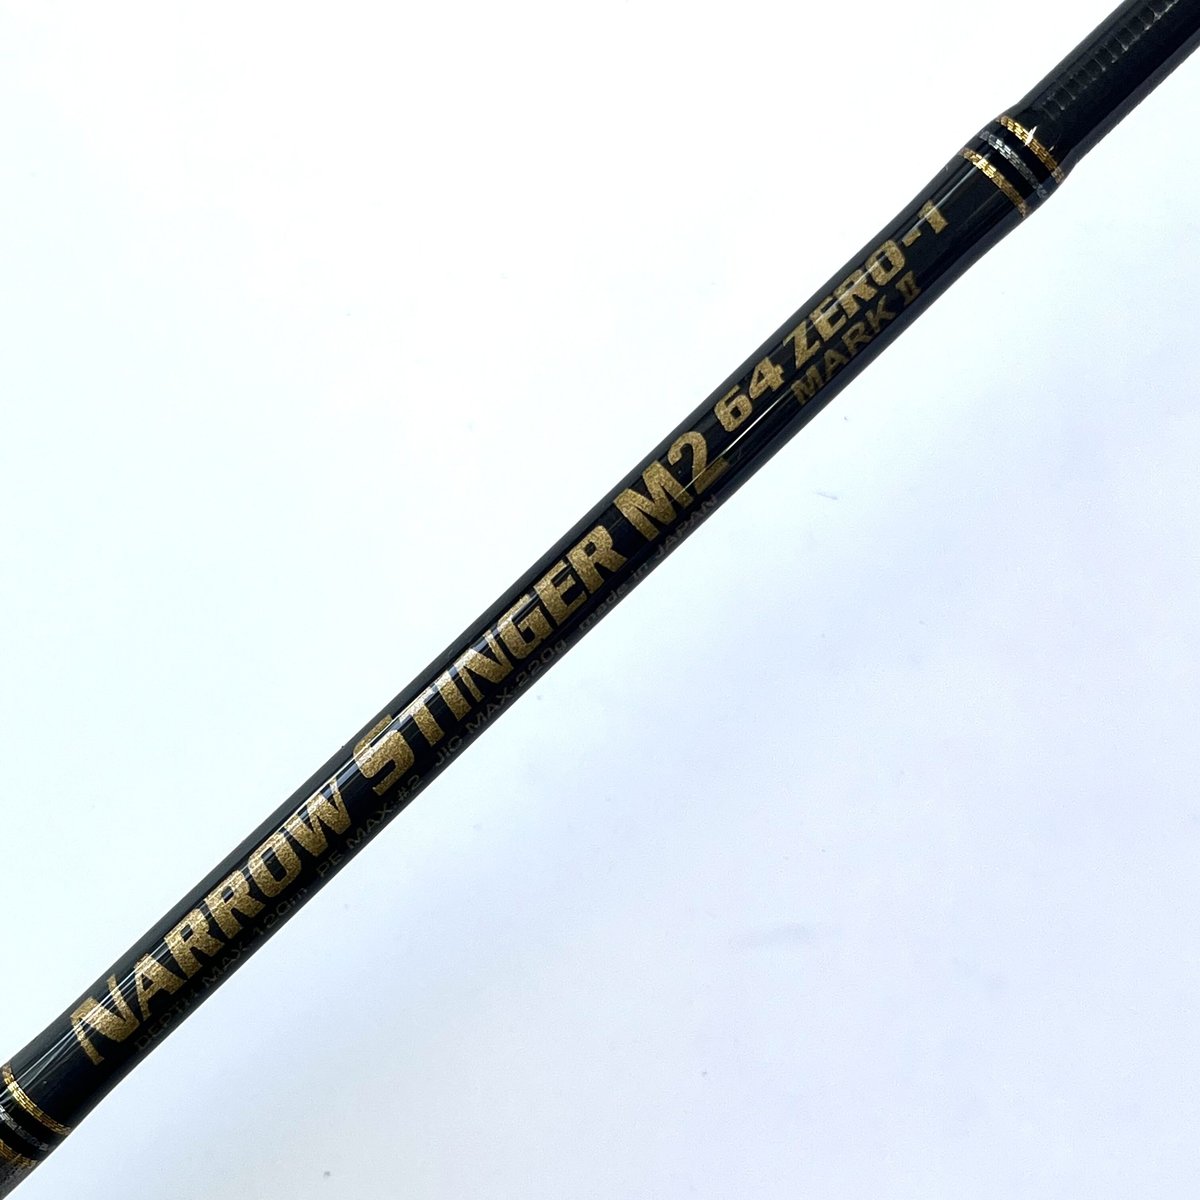 NARROW STINGER M2 64 ZERO-1
MARK II
DEPTH MAX:120m PE MAX:#2 JIG MAX:220g made in JAPAN